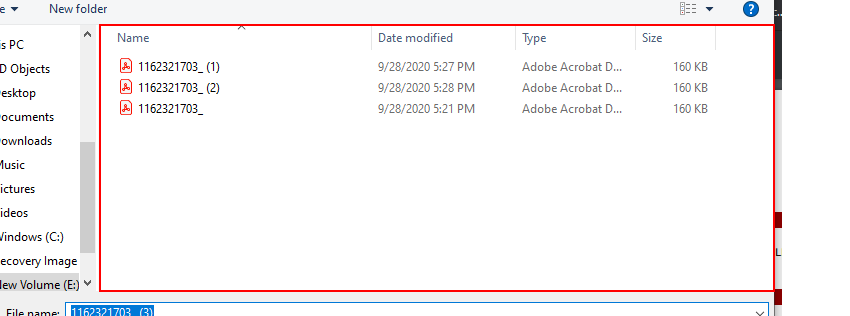 e New folder ?
Name Date modified Type Size
is PC
D Objects 1162321703_ (1) 9/28/2020 5:27 PM Adobe Acrobat D... 160 KB
esktop 1162321703_ (2) 9/28/2020 5:28 PM Adobe Acrobat D... 160 KB
ocuments 1162321703_ 9/28/2020 5:21 PM Adobe Acrobat D... 160 KB
ownloads
Music
ictures
ideos
Windows (C:)
ecovery Image
New Volume (E:)
File name: 1162321703_ (3)